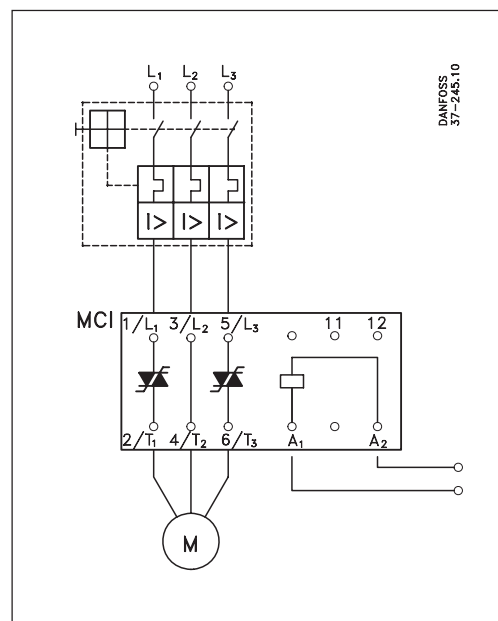 L₁ L₂ L₃
DANFOSS
37-245.10
I> I> I>
MCI 1/L₁ 3/L₂ 5/L₃ 11 12
2/T₁ 4/T₂ 6/T₃ A₁ A₂
M